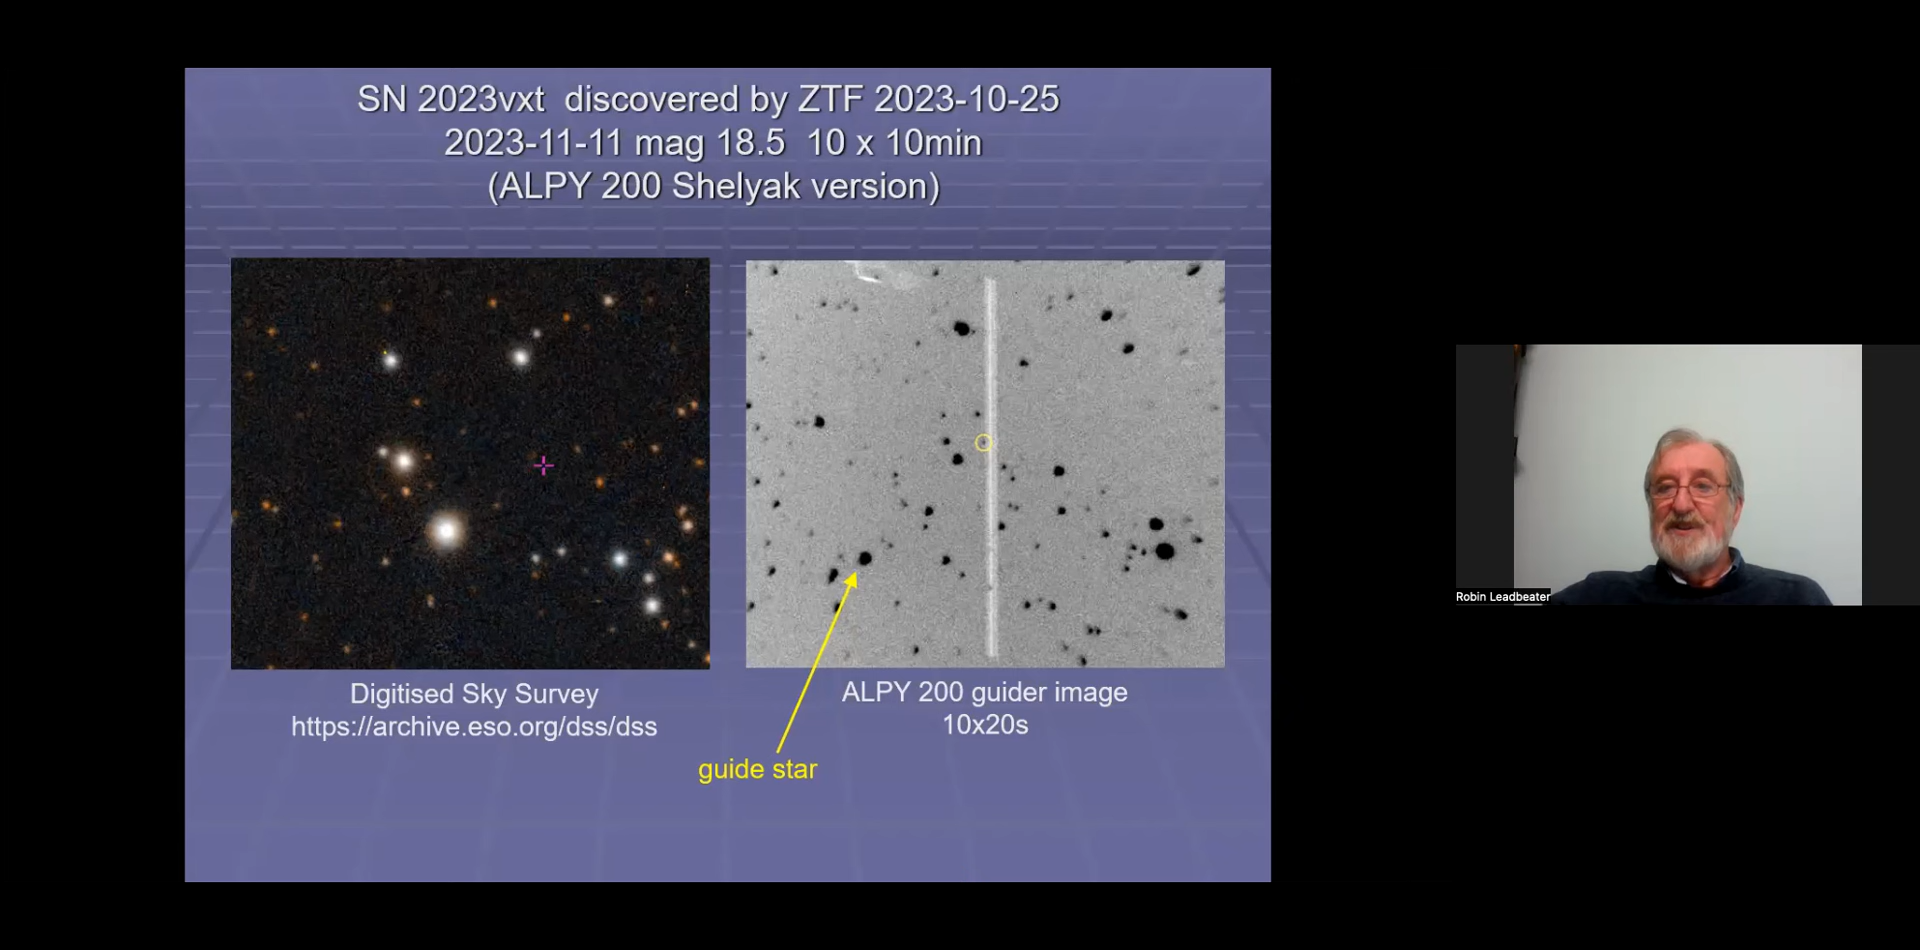 SN 2023vxt  discovered by ZTF 2023-10-25
2023-11-11 mag 18.5  10 x 10min
(ALPY 200 Shelyak version)
Digitised Sky Survey
https://archive.eso.org/dss/dss
ALPY 200 guider image
10x20s
guide star
Robin Leadbeater